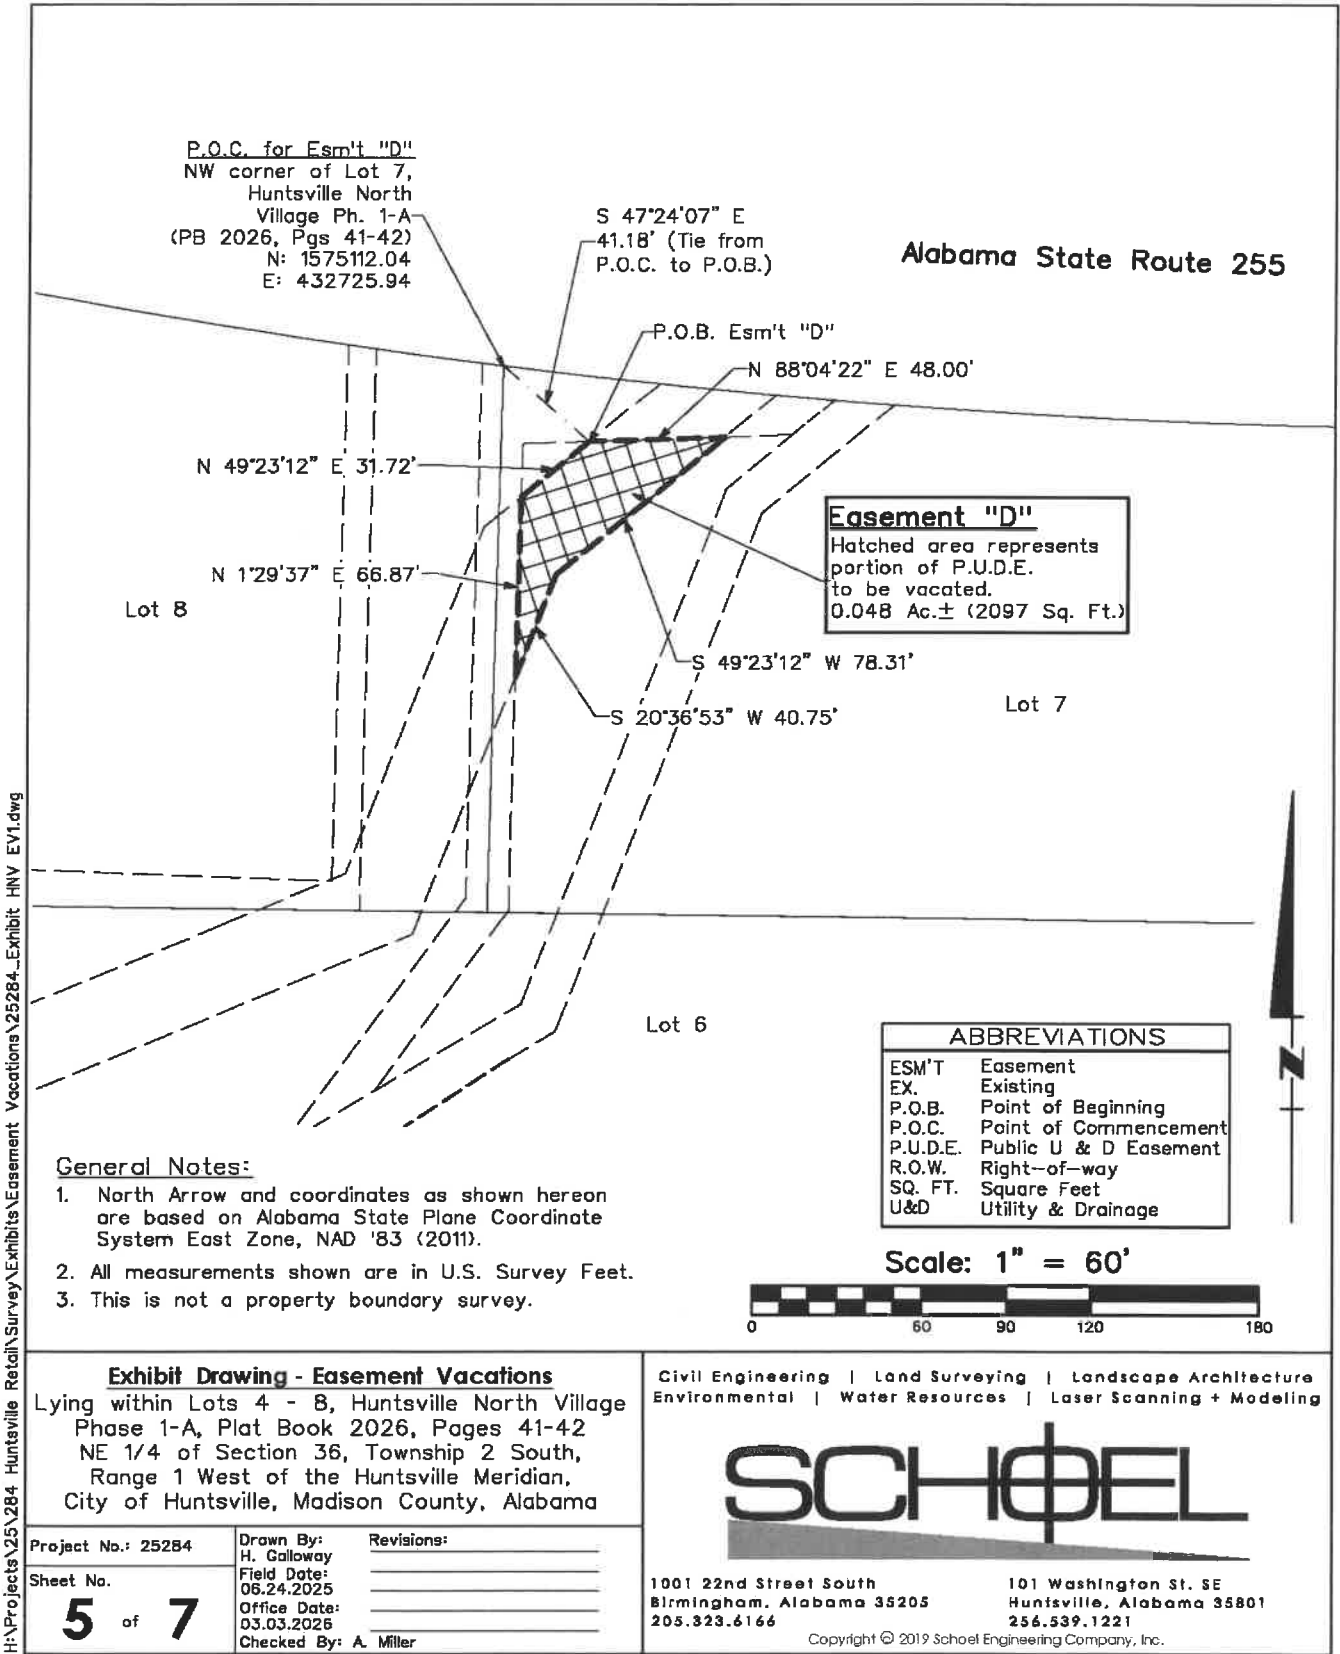 P.O.C. for Esm't "D"
NW corner of Lot 7,
Huntsville North
Village Ph. 1-A
(PB 2026, Pgs 41-42)
N: 1575112.04
E: 432725.94
S 47°24'07" E
41.18' (Tie from
P.O.C. to P.O.B.)
Alabama State Route 255
P.O.B. Esm't "D"
N 88°04'22" E 48.00'
N 49°23'12" E 31.72'
Easement "D"
Hatched area represents
portion of P.U.D.E.
to be vacated.
0.048 Ac.± (2097 Sq. Ft.)
N 1°29'37" E 66.87'
Lot 8
S 49°23'12" W 78.31'
Lot 7
S 20°36'53" W 40.75'
Lot 6
ABBREVIATIONS
ESM'T Easement
EX. Existing
P.O.B. Point of Beginning
P.O.C. Point of Commencement
P.U.D.E. Public U & D Easement
R.O.W. Right-of-way
SQ. FT. Square Feet
U&D Utility & Drainage
N
General Notes:
1. North Arrow and coordinates as shown hereon
are based on Alabama State Plane Coordinate
System East Zone, NAD '83 (2011).
2. All measurements shown are in U.S. Survey Feet.
3. This is not a property boundary survey.
Scale: 1" = 60'
0 60 90 120 180
H:\Projects\25\284 Huntsville Retail\Survey\Exhibits\Easement Vacations\25284_Exhibit HNV EV1.dwg
Exhibit Drawing - Easement Vacations
Lying within Lots 4 - 8, Huntsville North Village
Phase 1-A, Plat Book 2026, Pages 41-42
NE 1/4 of Section 36, Township 2 South,
Range 1 West of the Huntsville Meridian,
City of Huntsville, Madison County, Alabama
Project No.: 25284
Sheet No.
5 of 7
Drawn By:
H. Galloway
Field Date:
06.24.2025
Office Date:
03.03.2026
Checked By: A. Miller
Revisions:
Civil Engineering | Land Surveying | Landscape Architecture
Environmental | Water Resources | Laser Scanning + Modeling
SCHOEL
1001 22nd Street South
Birmingham, Alabama 35205
205.323.6166
101 Washington St. SE
Huntsville, Alabama 35801
256.539.1221
Copyright © 2019 Schoel Engineering Company, Inc.